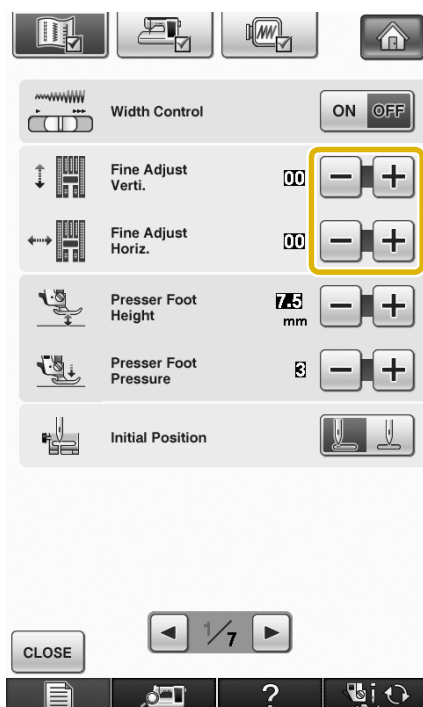 Width Control
ON OFF
Fine Adjust
Verti.
00
Fine Adjust
Horiz.
00
Presser Foot
Height
7.5
mm
Presser Foot
Pressure
3
Initial Position
1/7
CLOSE
?